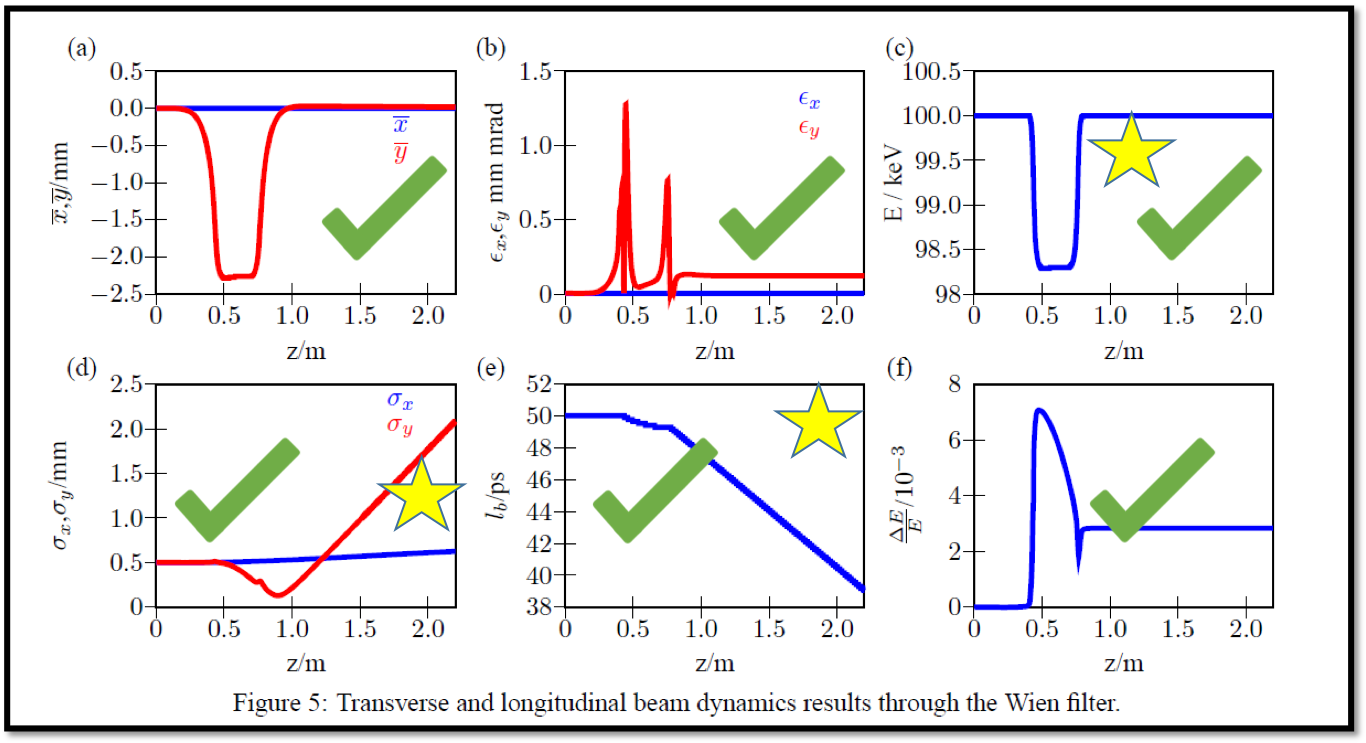 (a)
0.5
0.0
−0.5
−1.0
−1.5
−2.0
−2.5
x̅,y̅/mm
x̅
y̅
0 0.5 1.0 1.5 2.0
z/m
(b)
1.5
1.0
0.5
0
ϵx,ϵy mm mrad
ϵx
ϵy
0 0.5 1.0 1.5 2.0
z/m
(c)
100.5
100.0
99.5
99.0
98.5
98
E / keV
0 0.5 1.0 1.5 2.0
z/m
(d)
2.5
2.0
1.5
1.0
0.5
0
σx,σy/mm
σx
σy
0 0.5 1.0 1.5 2.0
z/m
(e)
52
50
48
46
44
42
40
38
lb/ps
0 0.5 1.0 1.5 2.0
z/m
(f)
8
6
4
2
0
ΔE/E/10−3
0 0.5 1.0 1.5 2.0
z/m
Figure 5: Transverse and longitudinal beam dynamics results through the Wien filter.